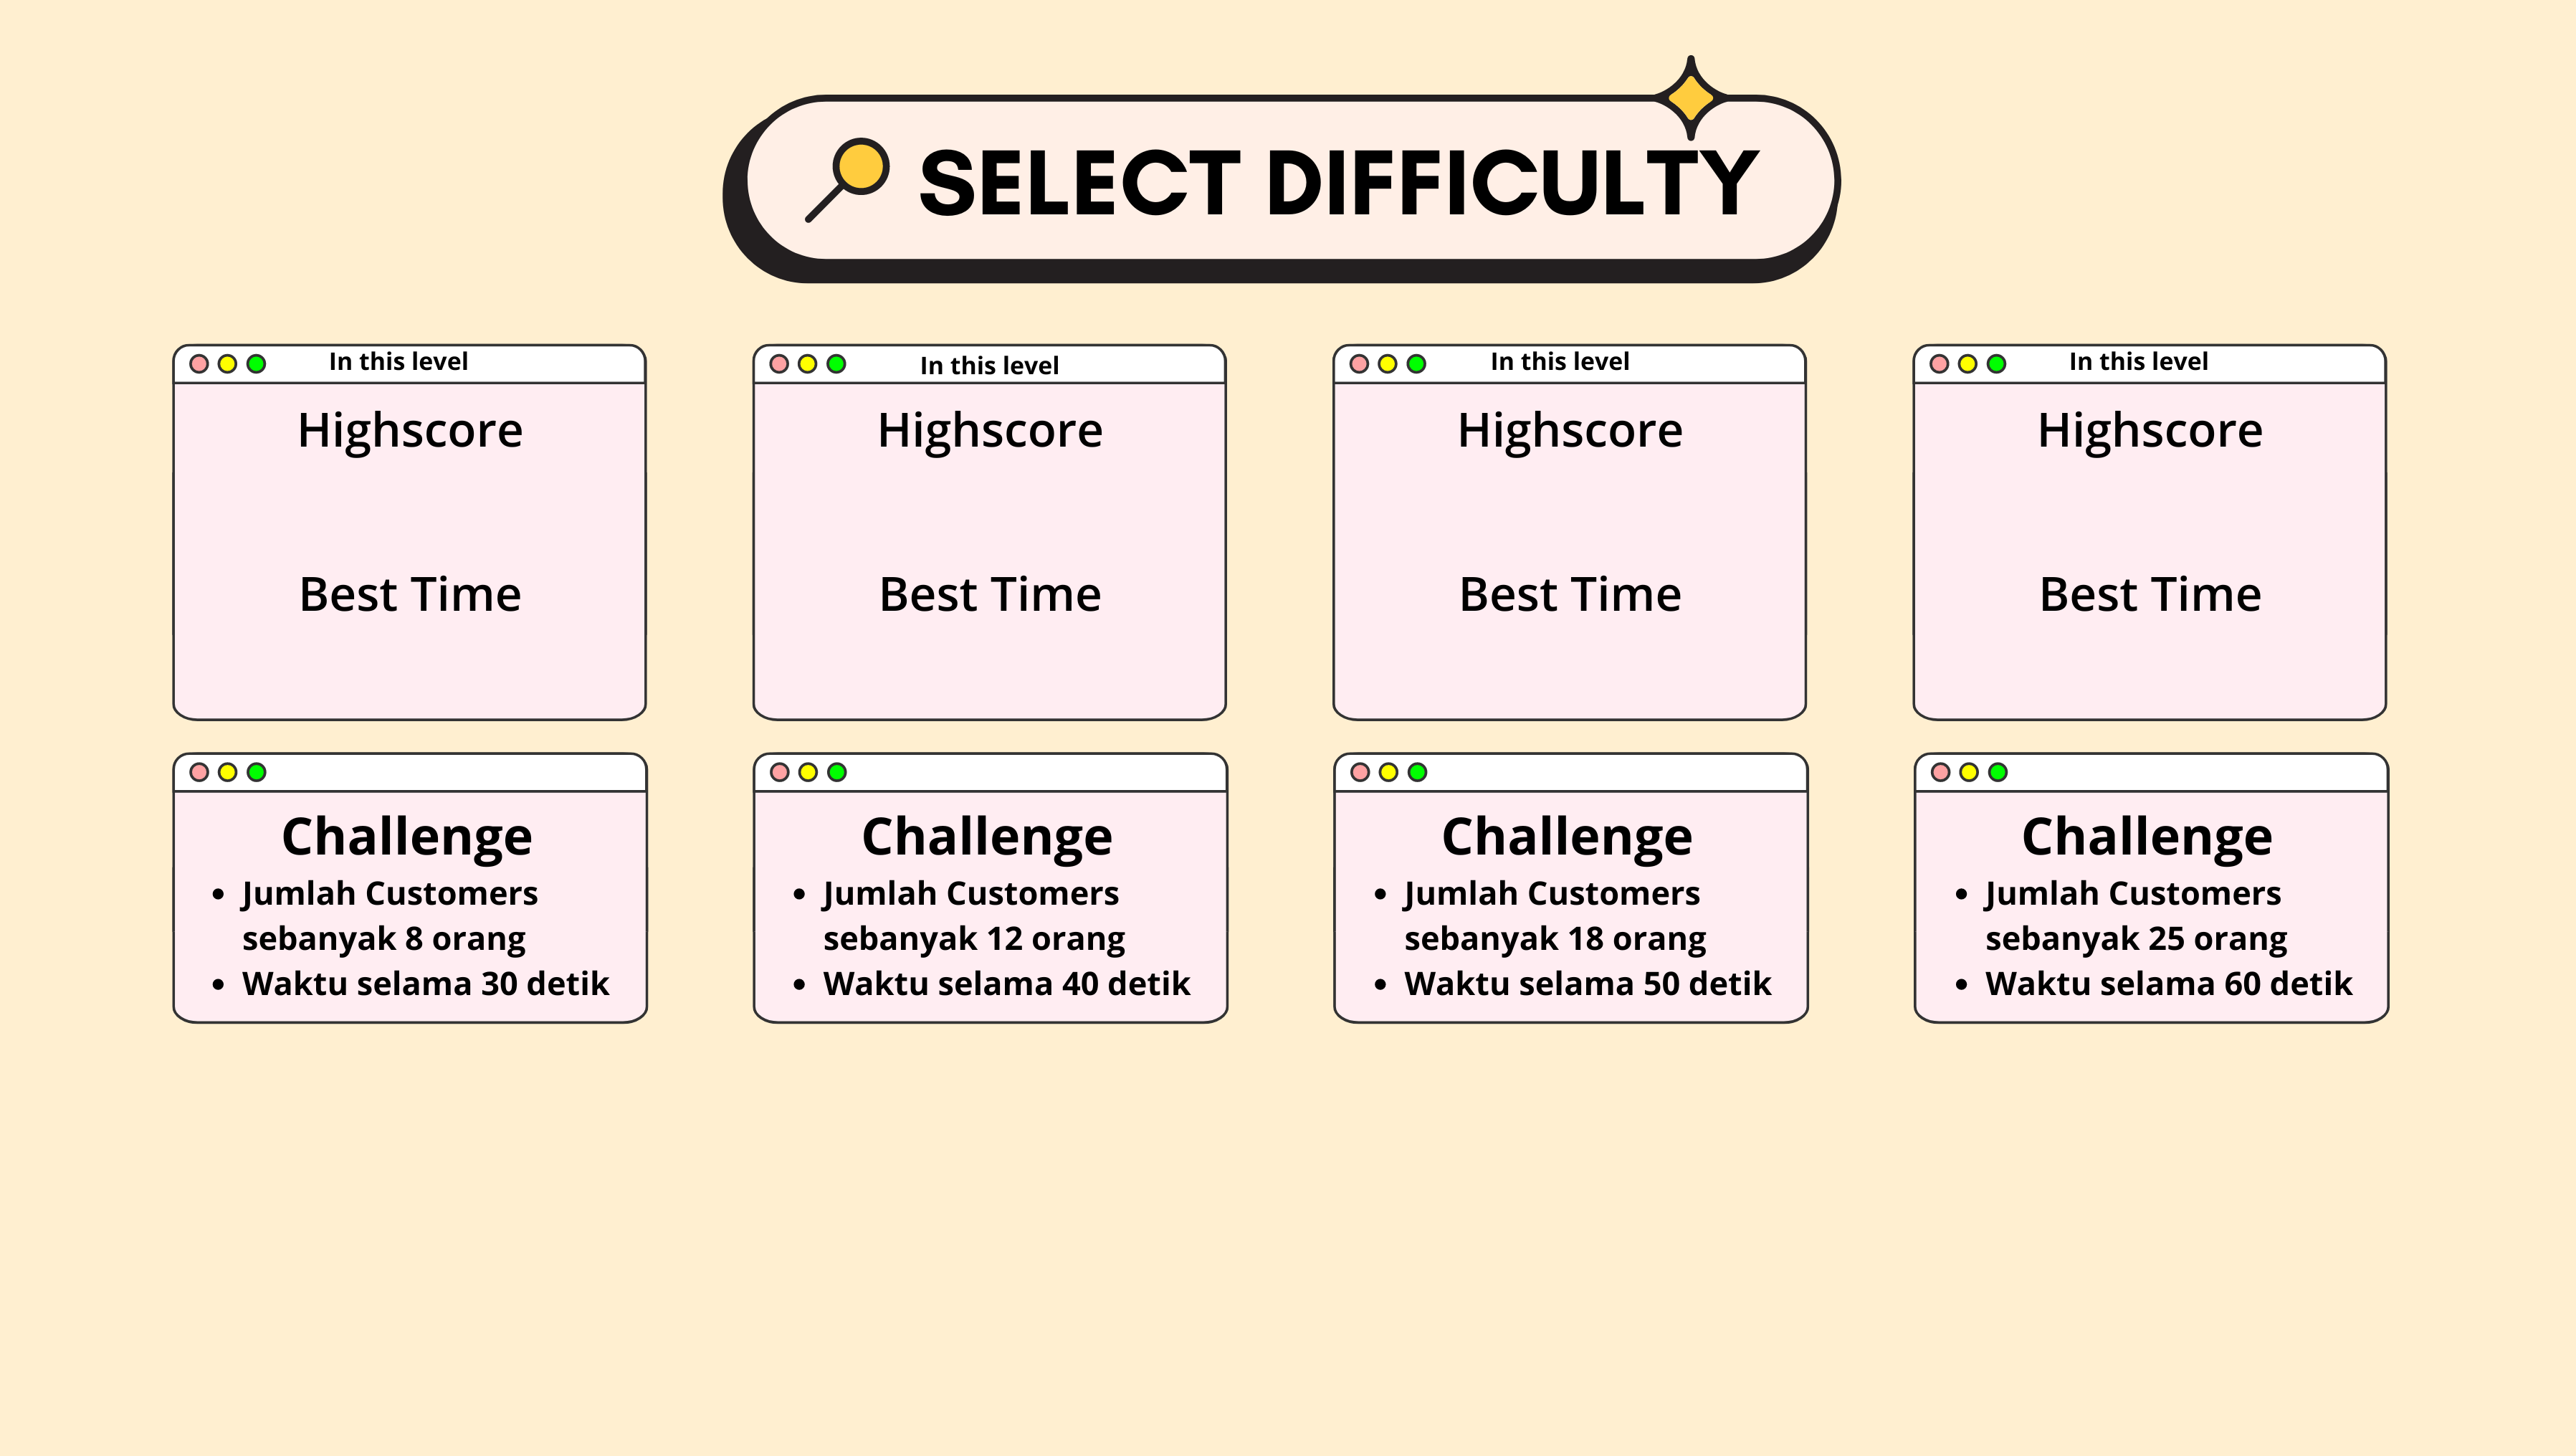 SELECT DIFFICULTY
In this level
Highscore
Best Time
In this level
Highscore
Best Time
In this level
Highscore
Best Time
In this level
Highscore
Best Time
Challenge
• Jumlah Customers
sebanyak 8 orang
• Waktu selama 30 detik
Challenge
• Jumlah Customers
sebanyak 12 orang
• Waktu selama 40 detik
Challenge
• Jumlah Customers
sebanyak 18 orang
• Waktu selama 50 detik
Challenge
• Jumlah Customers
sebanyak 25 orang
• Waktu selama 60 detik